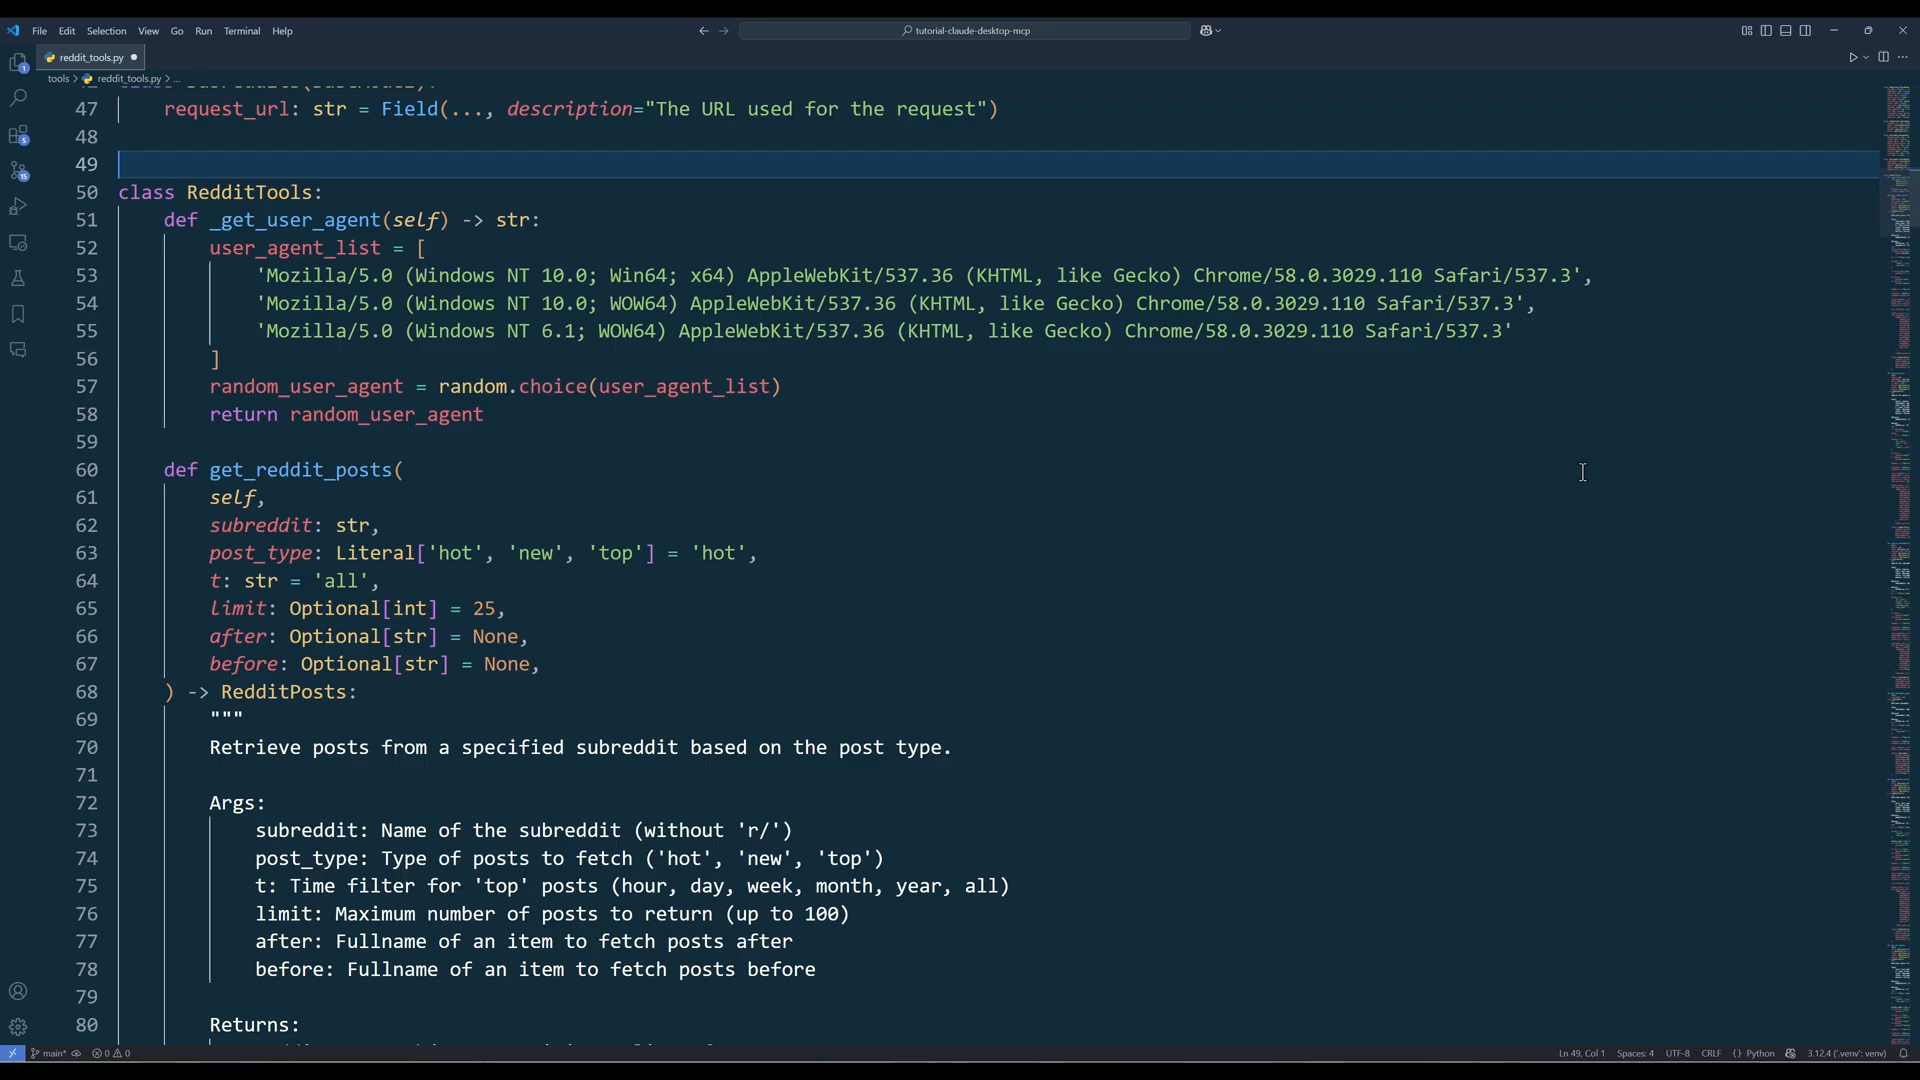 File Edit Selection View Go Run Terminal Help
tutorial-claude-desktop-mcp
reddit_tools.py
tools > reddit_tools.py > ...
47 request_url: str = Field(..., description="The URL used for the request")
48
49
50 class RedditTools:
51 def _get_user_agent(self) -> str:
52 user_agent_list = [
53 'Mozilla/5.0 (Windows NT 10.0; Win64; x64) AppleWebKit/537.36 (KHTML, like Gecko) Chrome/58.0.3029.110 Safari/537.3',
54 'Mozilla/5.0 (Windows NT 10.0; WOW64) AppleWebKit/537.36 (KHTML, like Gecko) Chrome/58.0.3029.110 Safari/537.3',
55 'Mozilla/5.0 (Windows NT 6.1; WOW64) AppleWebKit/537.36 (KHTML, like Gecko) Chrome/58.0.3029.110 Safari/537.3'
56 ]
57 random_user_agent = random.choice(user_agent_list)
58 return random_user_agent
59
60 def get_reddit_posts(
61 self,
62 subreddit: str,
63 post_type: Literal['hot', 'new', 'top'] = 'hot',
64 t: str = 'all',
65 limit: Optional[int] = 25,
66 after: Optional[str] = None,
67 before: Optional[str] = None,
68 ) -> RedditPosts:
69 """
70 Retrieve posts from a specified subreddit based on the post type.
71
72 Args:
73 subreddit: Name of the subreddit (without 'r/')
74 post_type: Type of posts to fetch ('hot', 'new', 'top')
75 t: Time filter for 'top' posts (hour, day, week, month, year, all)
76 limit: Maximum number of posts to return (up to 100)
77 after: Fullname of an item to fetch posts after
78 before: Fullname of an item to fetch posts before
79
80 Returns:
main* 0 0 Ln 49, Col 1 Spaces: 4 UTF-8 CRLF { } Python 3.12.4 ('.venv': venv)